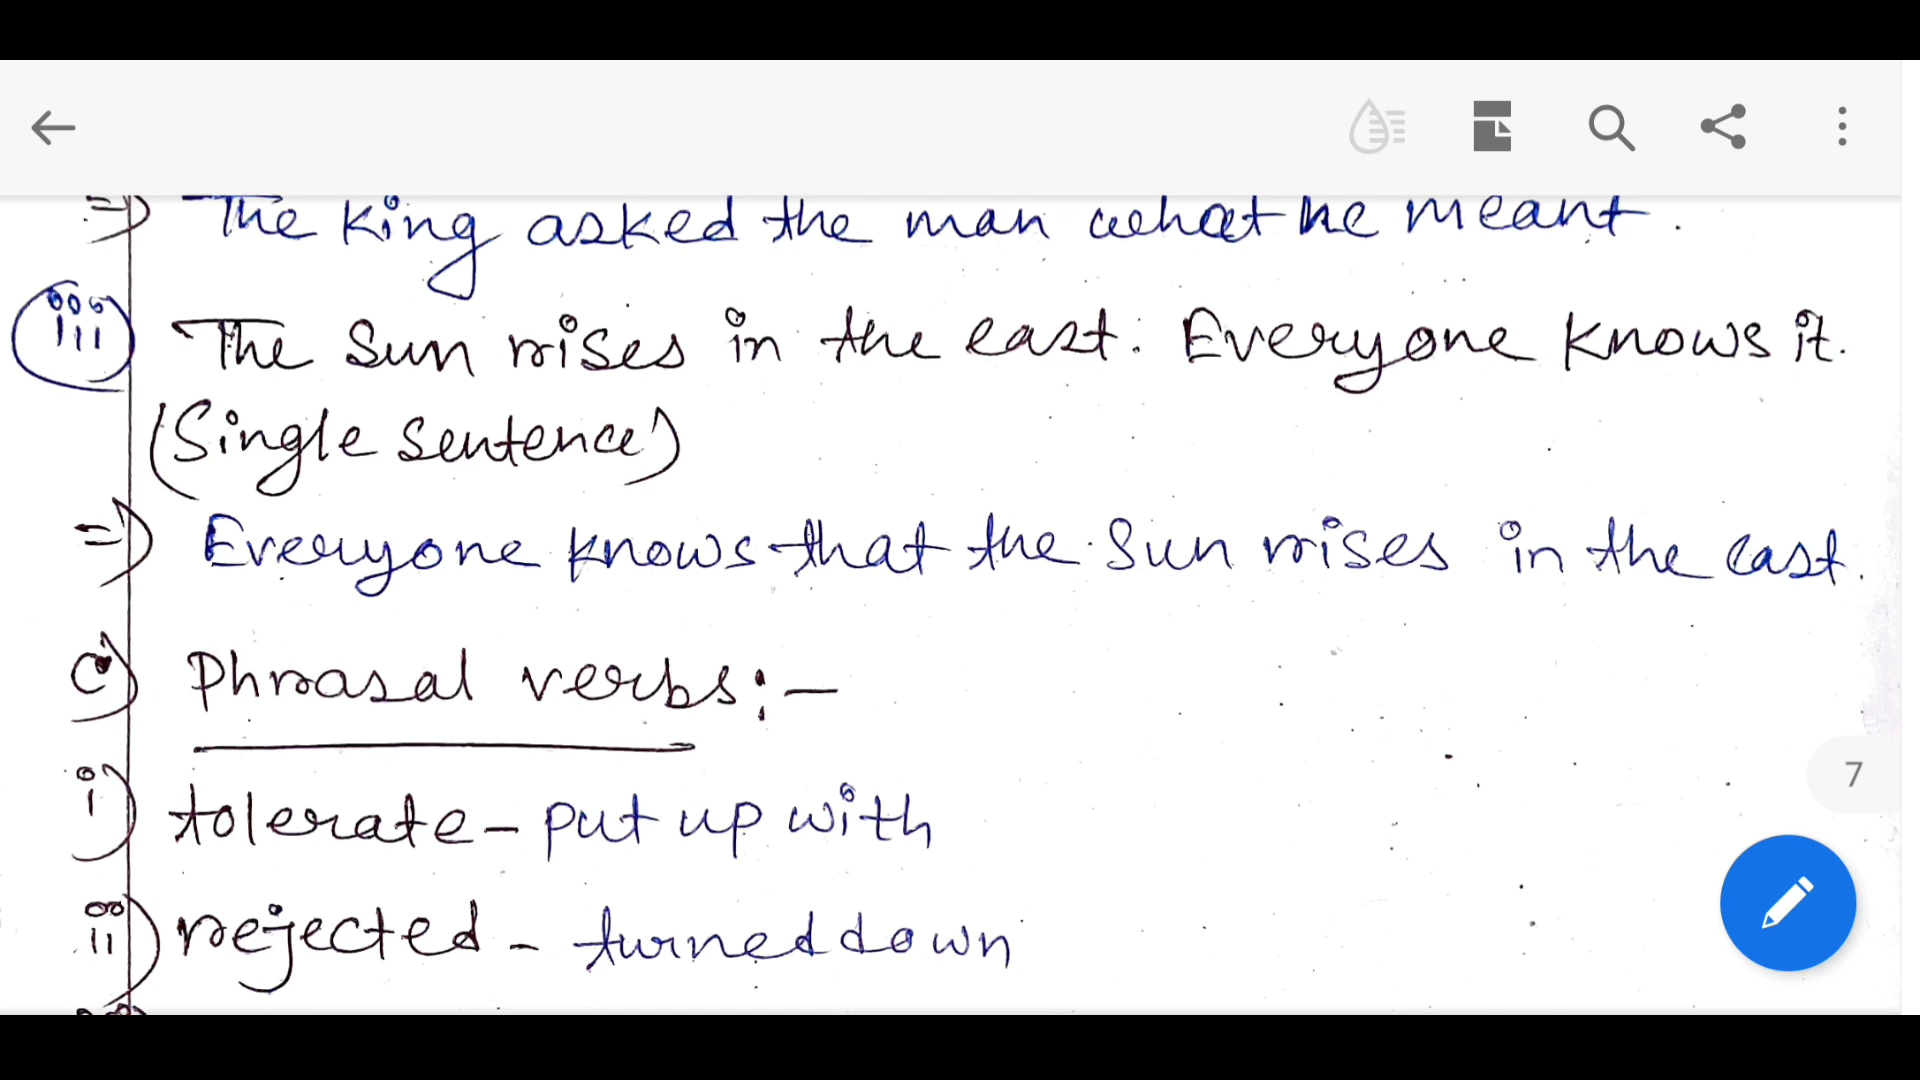 => The king asked the man what he meant.
iii The Sun rises in the east. Everyone knows it.
(Single sentence)
=> Everyone knows that the Sun rises in the east.
c) Phrasal verbs:-
7
i) tolerate - put up with
ii) rejected - turned down